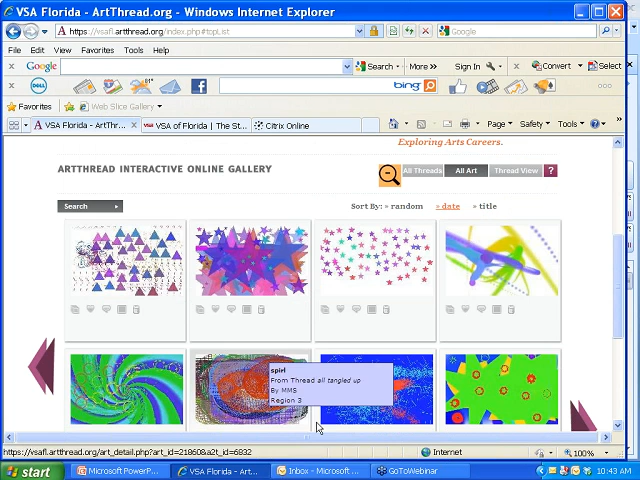 VSA Florida - ArtThread.org - Windows Internet Explorer
https://vsafl.artthread.org/index.php#topList
Google
File Edit View Favorites Tools Help
Google Search More » Sign In Convert Select
DELL 81° bing
Favorites Web Slice Gallery
VSA Florida - ArtThr... VSA of Florida | The St... Citrix Online Page Safety Tools
Exploring Arts Careers.
ARTTHREAD INTERACTIVE ONLINE GALLERY
All Threads All Art Thread View ?
Search
Sort By: » random » date » title
spirl
From Thread all tangled up
By MMS
Region 3
https://vsafl.artthread.org/art_detail.php?art_id=21860&a2t_id=6832 Internet 100%
start Microsoft PowerP... VSA Florida - Art... Inbox - Microsoft ... GoToWebinar 10:43 AM